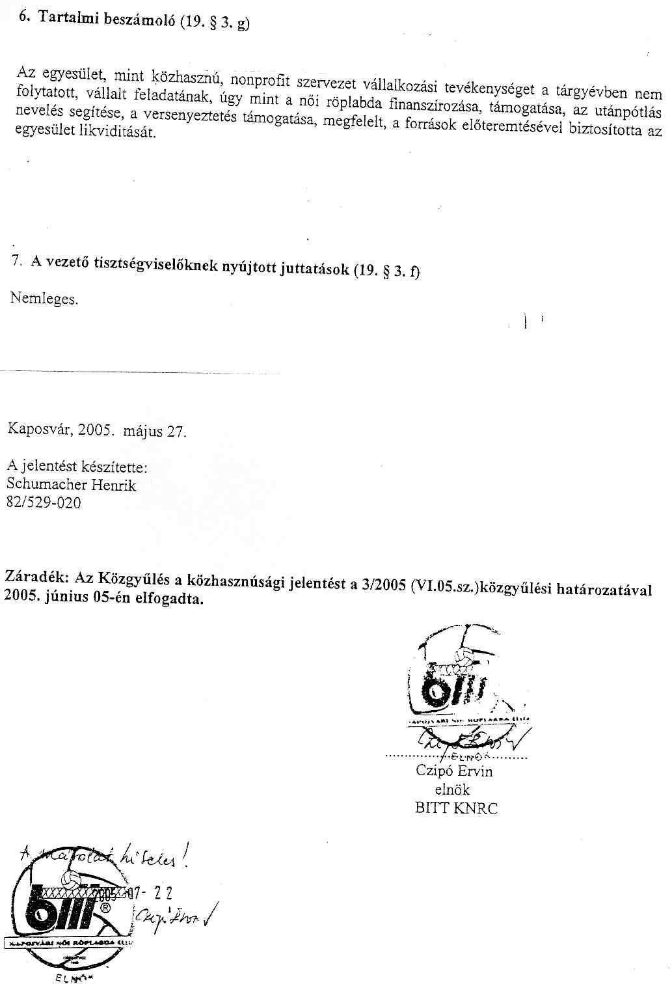 6. Tartalmi beszámoló (19. § 3. g)
Az egyesület, mint közhasznú, nonprofit szervezet vállalkozási tevékenységet a tárgyévben nem
folytatott, vállalt feladatának, úgy mint a női röplabda finanszírozása, támogatása, az utánpótlás
nevelés segítése, a versenyeztetés támogatása, megfelelt, a források előteremtésével biztosította az
egyesület likviditását.
7. A vezető tisztségviselőknek nyújtott juttatások (19. § 3. f)
Nemleges.
Kaposvár, 2005. május 27.
A jelentést készítette:
Schumacher Henrik
82/529-020
Záradék: Az Közgyűlés a közhasznúsági jelentést a 3/2005 (VI.05.sz.)közgyűlési határozatával
2005. június 05-én elfogadta.
BITT
ELNÖK
Czipó Ervin
elnök
BITT KNRC
A másolat hiteles!
2005-07-22
BITT®
Czipó Ervin
KAPOSVÁRI NŐI RÖPLABDA CLUB
ELNÖK